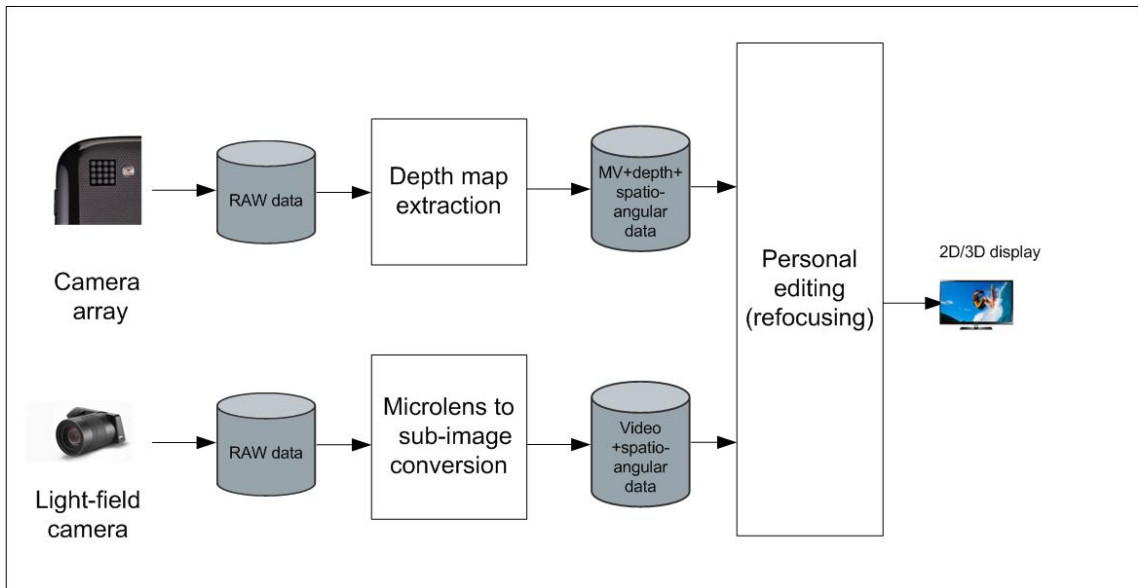 Camera
array
RAW data
Depth map
extraction
MV+depth+
spatio-
angular
data
Light-field
camera
RAW data
Microlens to
sub-image
conversion
Video
+spatio-
angular
data
Personal
editing
(refocusing)
2D/3D display